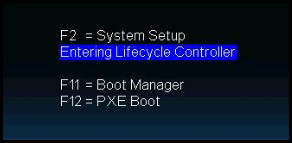 F2 = System Setup
Entering Lifecycle Controller
F11 = Boot Manager
F12 = PXE Boot